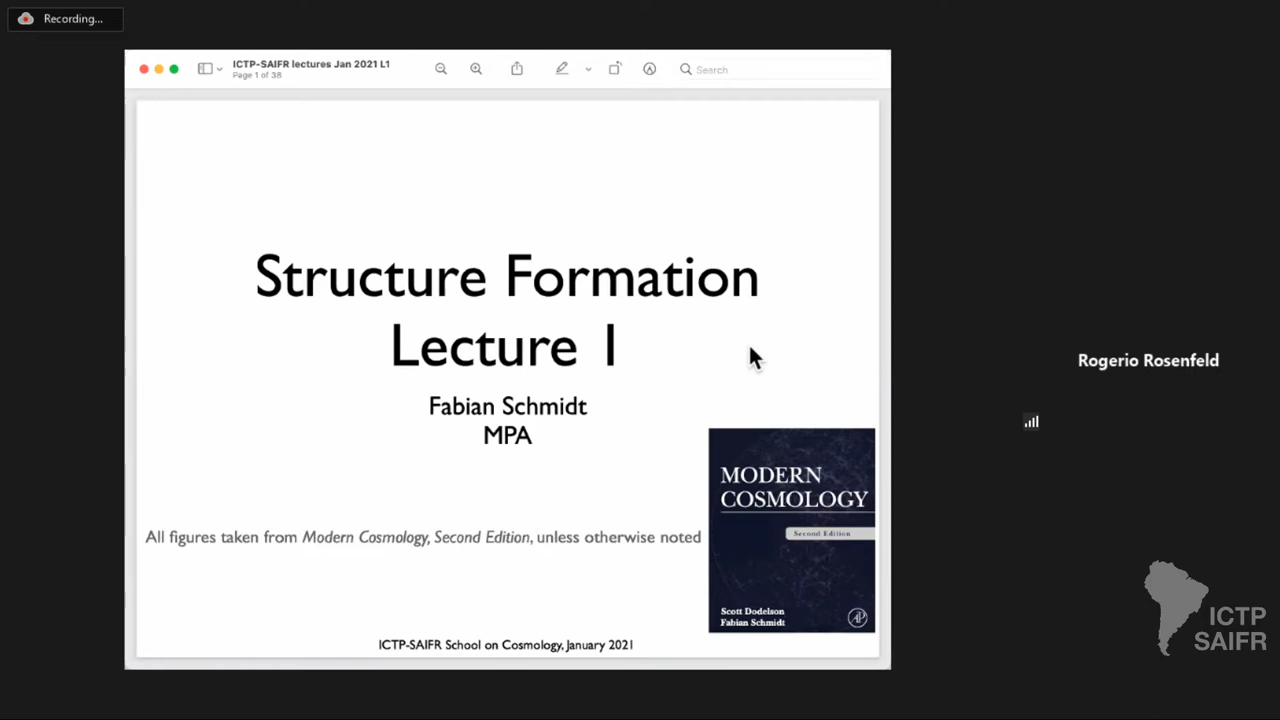 Recording...
ICTP-SAIFR lectures Jan 2021 L1
Page 1 of 38
Search
Structure Formation
Lecture 1
Fabian Schmidt
MPA
MODERN
COSMOLOGY
Second Edition
All figures taken from Modern Cosmology, Second Edition, unless otherwise noted
Scott Dodelson
Fabian Schmidt
AP
ICTP-SAIFR School on Cosmology, January 2021
Rogerio Rosenfeld
ICTP
SAIFR